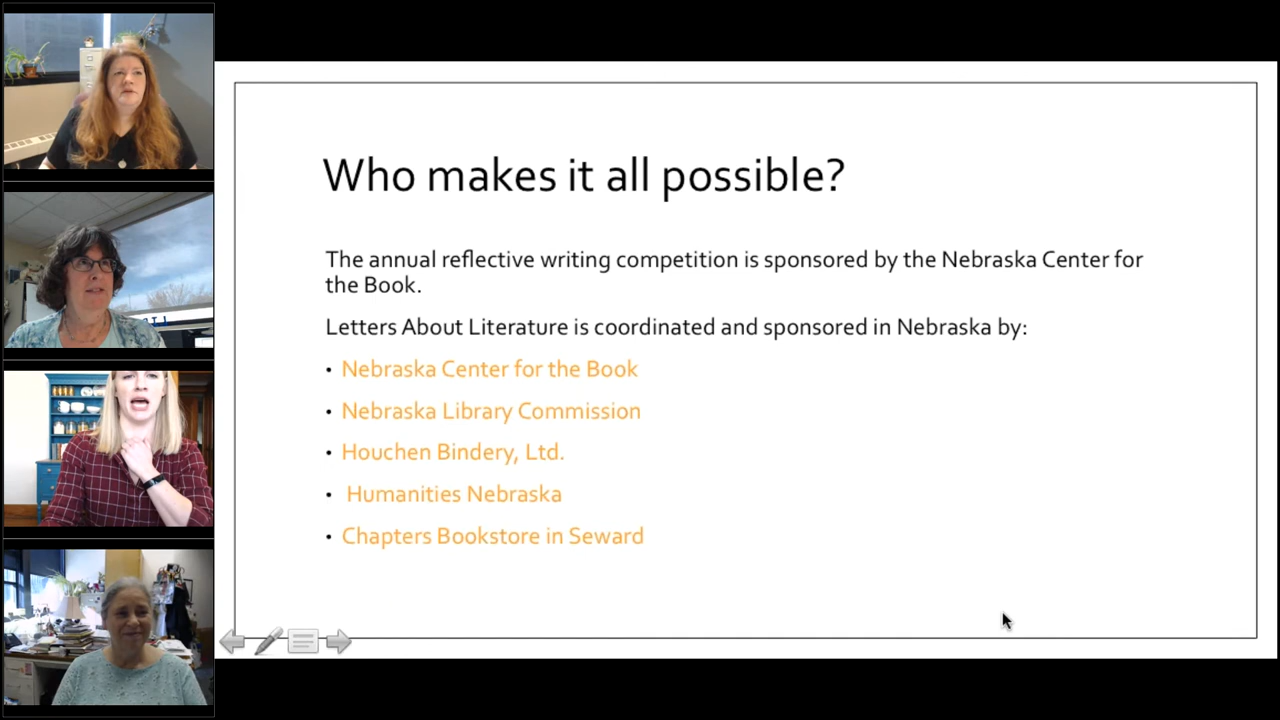 Who makes it all possible?
The annual reflective writing competition is sponsored by the Nebraska Center for
the Book.
Letters About Literature is coordinated and sponsored in Nebraska by:
• Nebraska Center for the Book
• Nebraska Library Commission
• Houchen Bindery, Ltd.
• Humanities Nebraska
• Chapters Bookstore in Seward